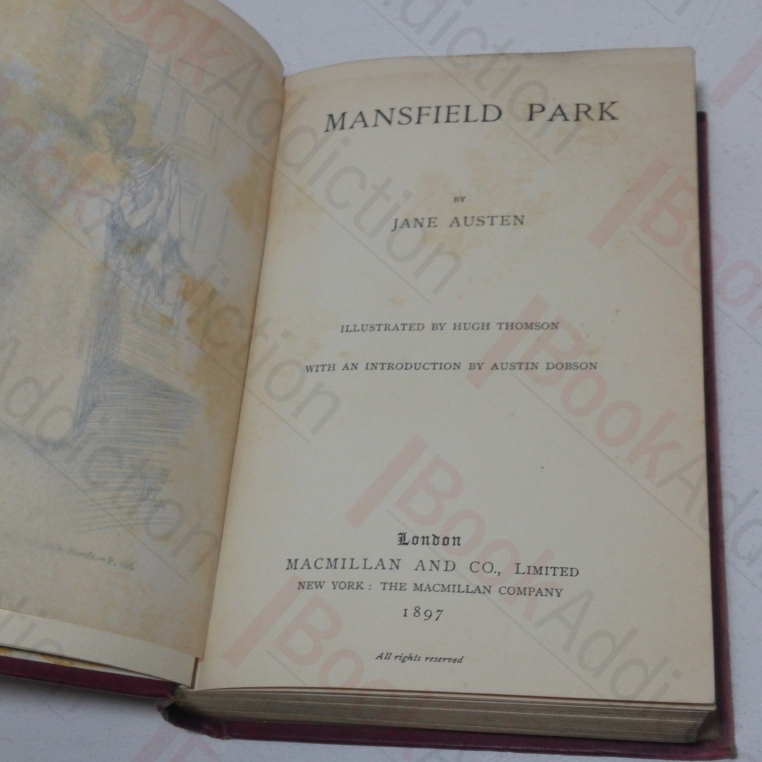 MANSFIELD PARK
BY
JANE AUSTEN
ILLUSTRATED BY HUGH THOMSON
WITH AN INTRODUCTION BY AUSTIN DOBSON
London
MACMILLAN AND CO., LIMITED
NEW YORK: THE MACMILLAN COMPANY
1897
All rights reserved
BookAddiction